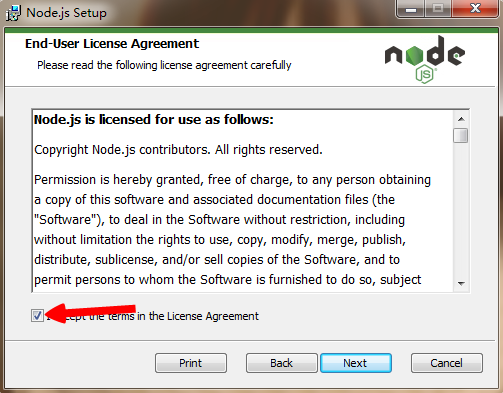 Node.js Setup
End-User License Agreement
Please read the following license agreement carefully
node
JS
Node.js is licensed for use as follows:
Copyright Node.js contributors. All rights reserved.
Permission is hereby granted, free of charge, to any person obtaining
a copy of this software and associated documentation files (the
"Software"), to deal in the Software without restriction, including
without limitation the rights to use, copy, modify, merge, publish,
distribute, sublicense, and/or sell copies of the Software, and to
permit persons to whom the Software is furnished to do so, subject
I accept the terms in the License Agreement
Print
Back
Next
Cancel